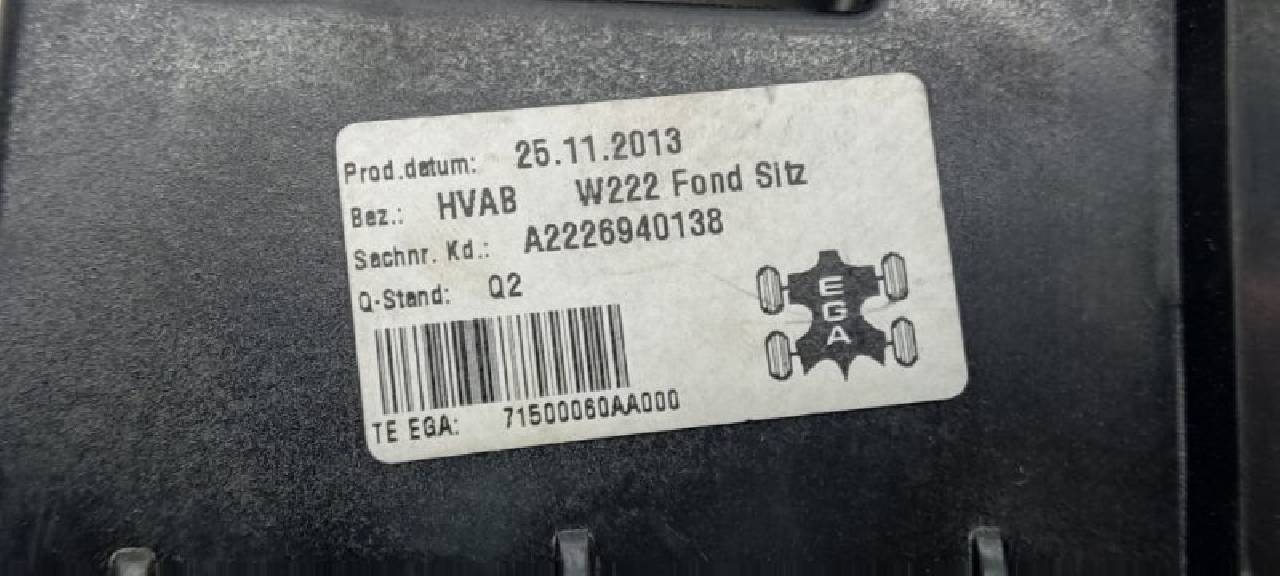 Prod.datum: 25.11.2013
Bez.: HVAB W222 Fond Sitz
Sachnr. Kd.: A2226940138
Q-Stand: Q2
EGA
TE EGA: 71500060AA000